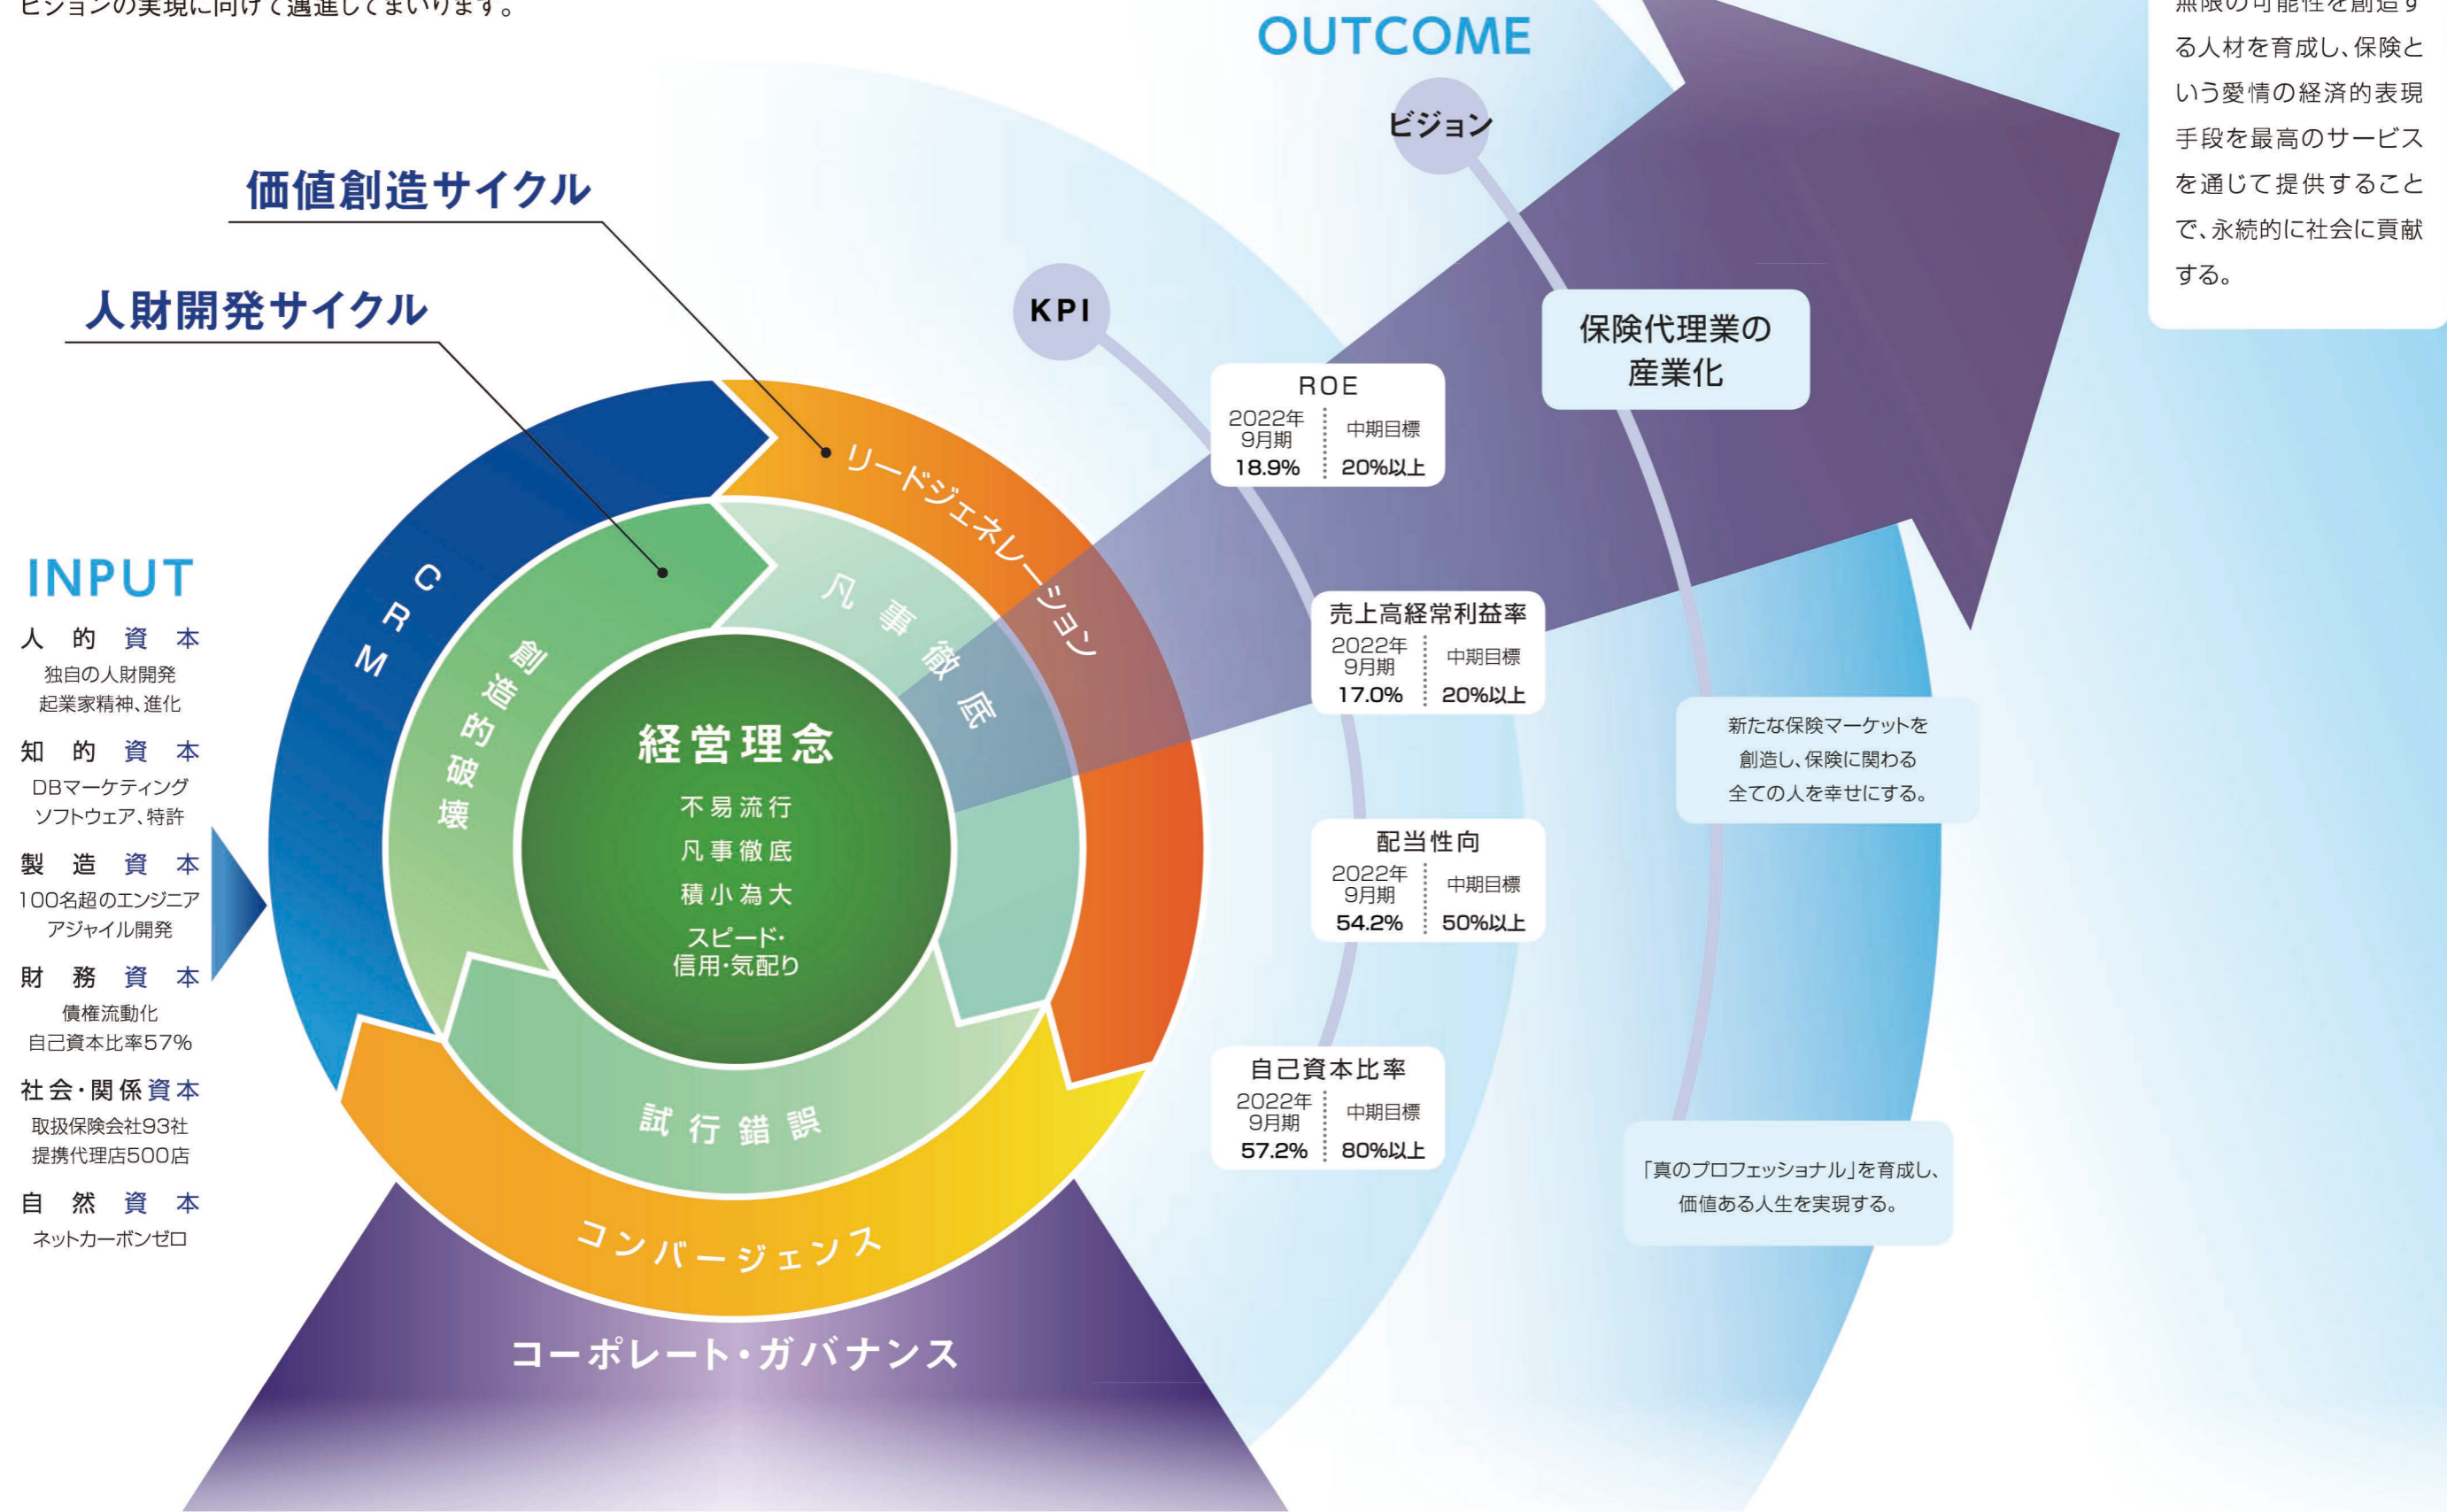 ビジョンの実現に向けて邁進してまいります。
OUTCOME
ビジョン
無限の可能性を創造す
る人材を育成し、保険と
いう愛情の経済的表現
手段を最高のサービス
を通じて提供すること
で、永続的に社会に貢献
する。
価値創造サイクル
人財開発サイクル
KPI
保険代理業の
産業化
ROE
2022年
9月期
中期目標
18.9%
20%以上
売上高経常利益率
2022年
9月期
中期目標
17.0%
20%以上
配当性向
2022年
9月期
中期目標
54.2%
50%以上
自己資本比率
2022年
9月期
中期目標
57.2%
80%以上
新たな保険マーケットを
創造し、保険に関わる
全ての人を幸せにする。
「真のプロフェッショナル」を育成し、
価値ある人生を実現する。
INPUT
人的資本
独自の人財開発
起業家精神、進化
知的資本
DBマーケティング
ソフトウェア、特許
製造資本
100名超のエンジニア
アジャイル開発
財務資本
債権流動化
自己資本比率57%
社会・関係資本
取扱保険会社93社
提携代理店500店
自然資本
ネットカーボンゼロ
CRM
リードジェネレーション
コンバージェンス
創造的破壊
凡事徹底
試行錯誤
経営理念
不易流行
凡事徹底
積小為大
スピード・
信用・気配り
コーポレート・ガバナンス